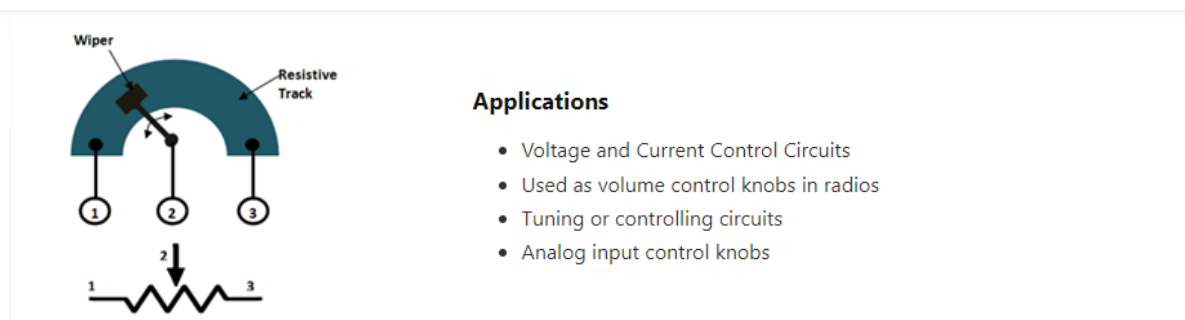 Wiper
Resistive
Track
1
2
3
2
1
3
Applications
• Voltage and Current Control Circuits
• Used as volume control knobs in radios
• Tuning or controlling circuits
• Analog input control knobs